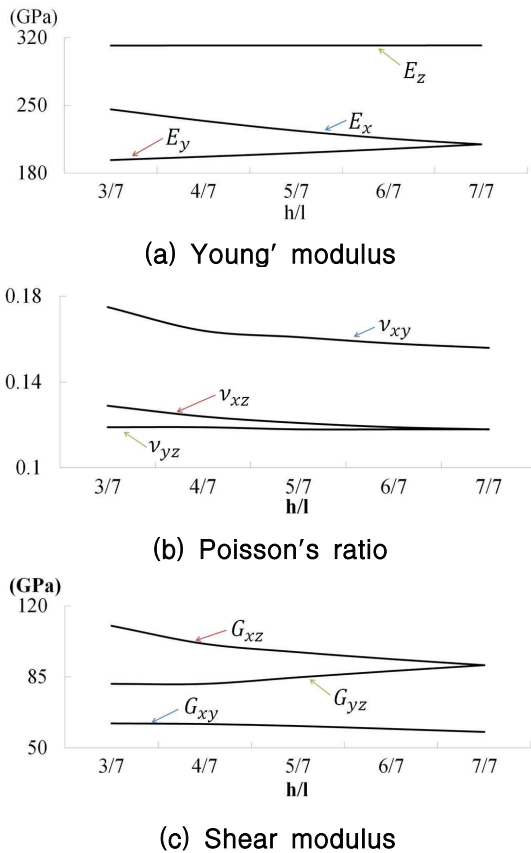 (GPa)
320
250
180
E_z
E_x
E_y
3/7 4/7 5/7 6/7 7/7
h/l
(a) Young' modulus
0.18
0.14
0.1
ν_xy
ν_xz
ν_yz
3/7 4/7 5/7 6/7 7/7
h/l
(b) Poisson's ratio
(GPa)
120
85
50
G_xz
G_yz
G_xy
3/7 4/7 5/7 6/7 7/7
h/l
(c) Shear modulus